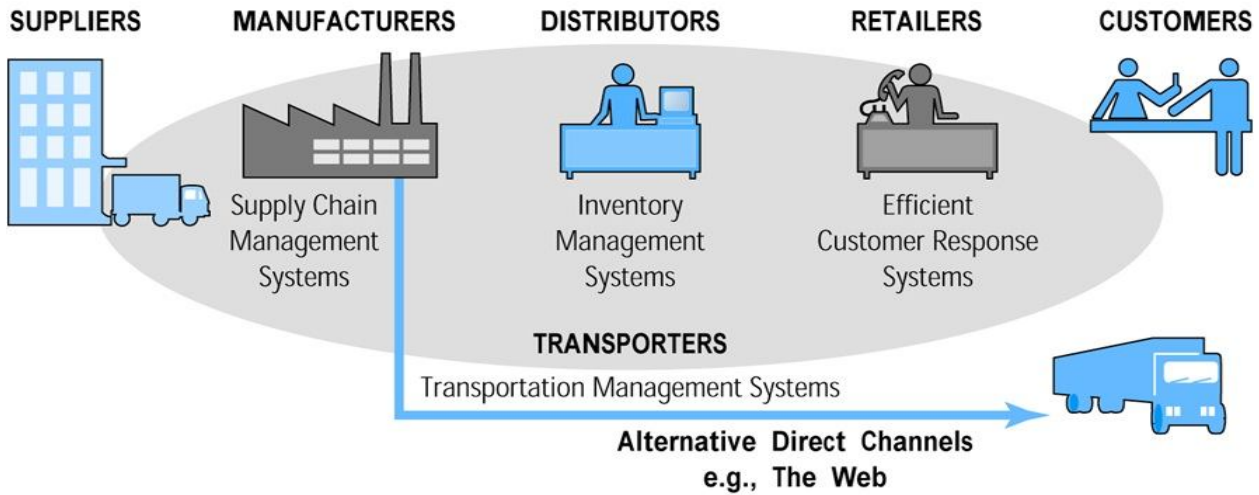 SUPPLIERS
MANUFACTURERS
DISTRIBUTORS
RETAILERS
CUSTOMERS
Supply Chain
Management
Systems
Inventory
Management
Systems
Efficient
Customer Response
Systems
TRANSPORTERS
Transportation Management Systems
Alternative Direct Channels
e.g., The Web